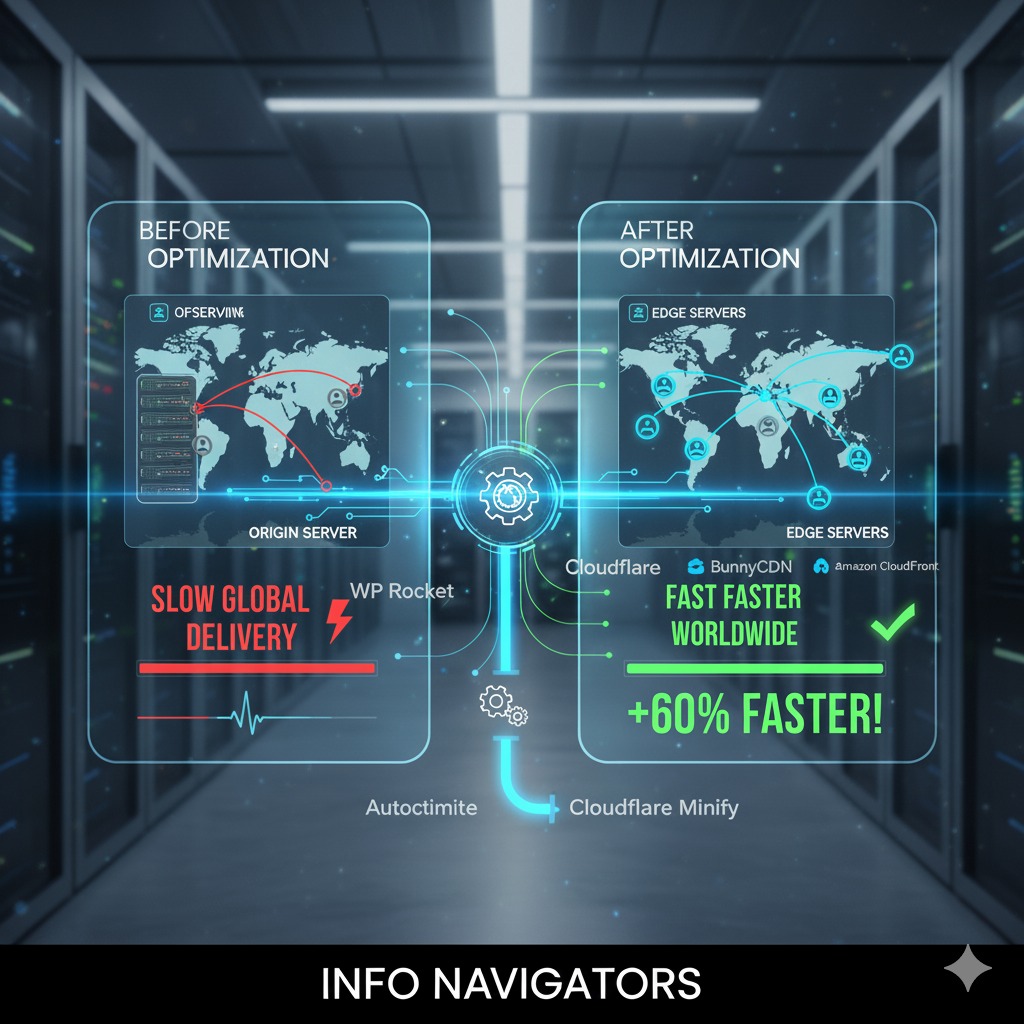 BEFORE
OPTIMIZATION
OFSERVIИK
ORIGIN SERVER
SLOW GLOBAL
DELIVERY
WP Rocket
AFTER
OPTIMIZATION
EDGE SERVERS
EDGE SERVERS
Cloudflare
BunnyCDN
Amazon CloudFront
FAST FASTER
WORLDWIDE
+60% FASTER!
Autoctimite
Cloudflare Minify
INFO NAVIGATORS